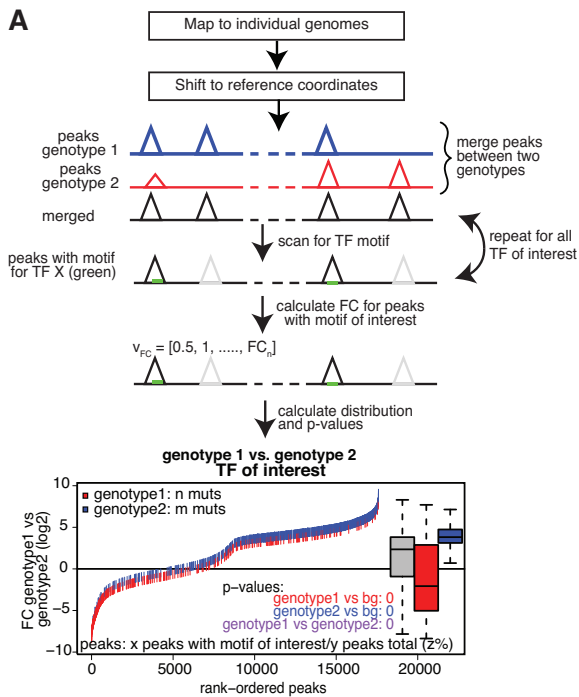 A
Map to individual genomes
Shift to reference coordinates
peaks
genotype 1
peaks
genotype 2
merged
merge peaks
between two
genotypes
scan for TF motif
repeat for all
TF of interest
peaks with motif
for TF X (green)
calculate FC for peaks
with motif of interest
vFC = [0.5, 1, ....., FCn]
calculate distribution
and p-values
genotype 1 vs. genotype 2
TF of interest
FC genotype1 vs
genotype2 (log2)
10
5
0
−5
−10
genotype1: n muts
genotype2: m muts
p-values:
genotype1 vs bg: 0
genotype2 vs bg: 0
genotype1 vs genotype2: 0
peaks: x peaks with motif of interest/y peaks total (z%)
0 5000 10000 15000 20000
rank−ordered peaks